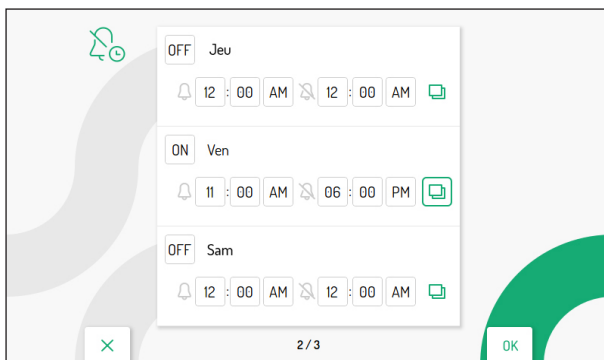 OFF Jeu
12 : 00 AM 12 : 00 AM
ON Ven
11 : 00 AM 06 : 00 PM
OFF Sam
12 : 00 AM 12 : 00 AM
2 / 3
OK